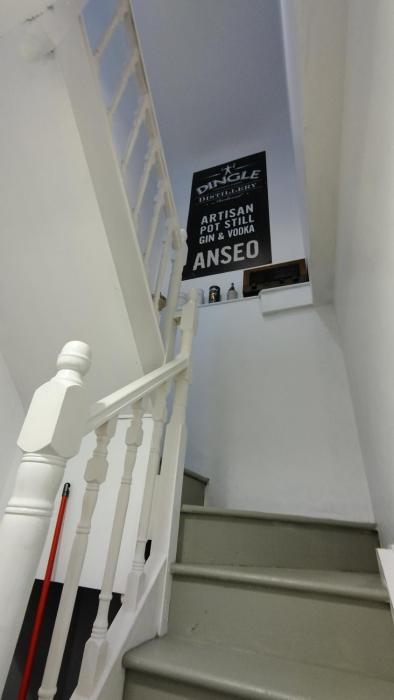 DINGLE
DISTILLERY
ARTISAN
POT STILL
GIN & VODKA
ANSEO